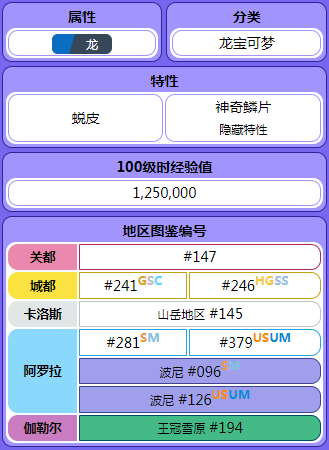 属性 分类
龙 龙宝可梦
特性
蜕皮 神奇鳞片
隐藏特性
100级时经验值
1,250,000
地区图鉴编号
关都 #147
城都 #241GSC #246HGSS
卡洛斯 山岳地区 #145
阿罗拉 #281SM #379USUM
波尼 #096SM
波尼 #126USUM
伽勒尔 王冠雪原 #194